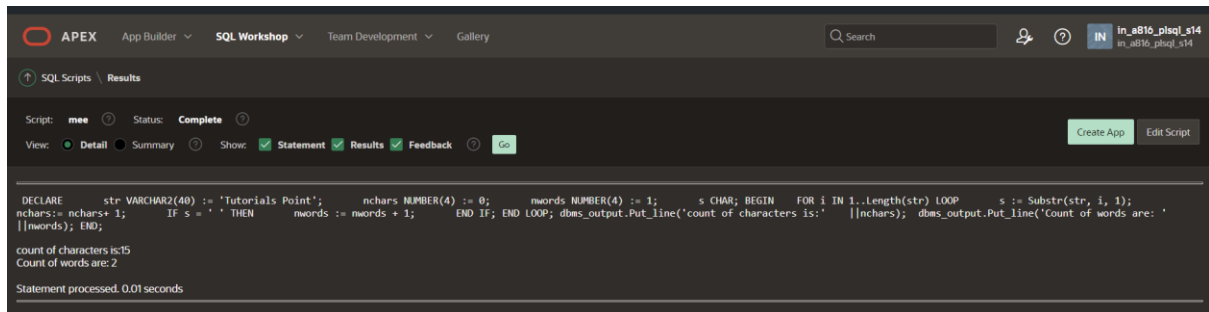 APEX App Builder SQL Workshop Team Development Gallery Search IN in_a816_plsql_s14
in_a816_plsql_s14
SQL Scripts \ Results
Script: mee Status: Complete
Create App Edit Script
View: Detail Summary Show: Statement Results Feedback Go
DECLARE str VARCHAR2(40) := 'Tutorials Point'; nchars NUMBER(4) := 0; nwords NUMBER(4) := 1; s CHAR; BEGIN FOR i IN 1..Length(str) LOOP s := Substr(str, i, 1);
nchars:= nchars+ 1; IF s = ' ' THEN nwords := nwords + 1; END IF; END LOOP; dbms_output.Put_line('count of characters is:' ||nchars); dbms_output.Put_line('Count of words are: '
||nwords); END;
count of characters is:15
Count of words are: 2
Statement processed. 0.01 seconds